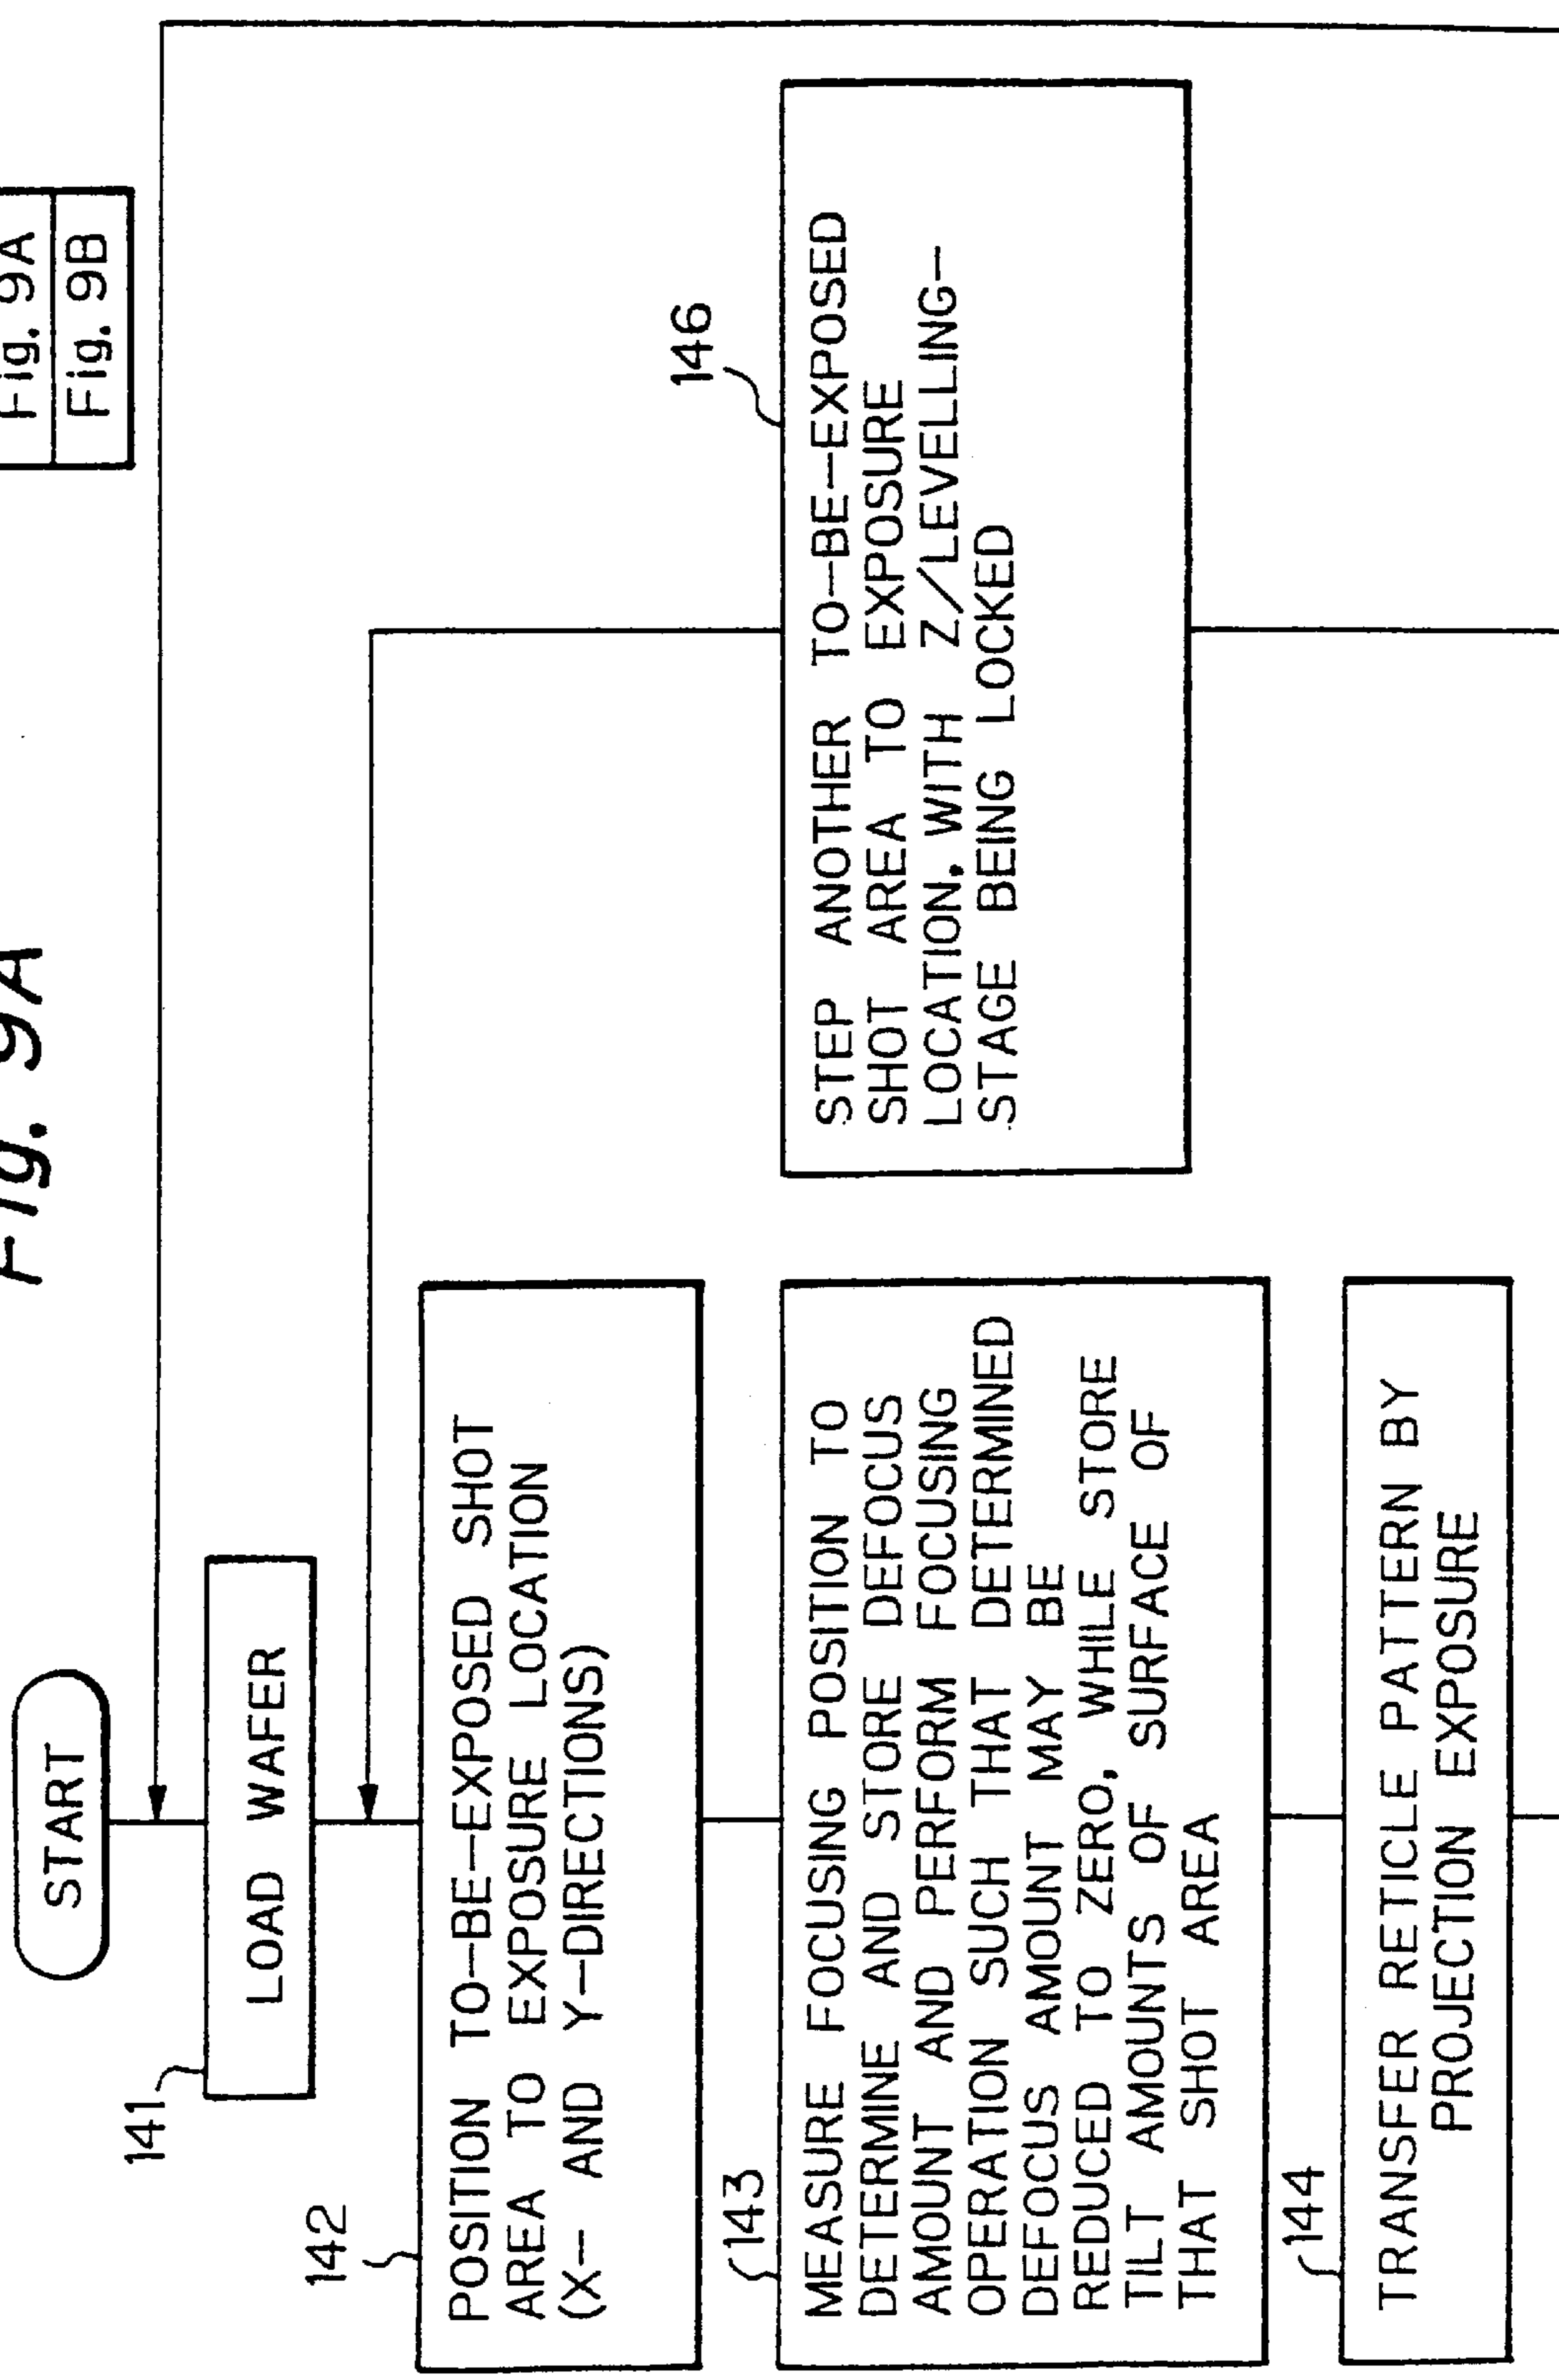 Fig. 9A
Fig. 9A
Fig. 9B
START
141
LOAD WAFER
142
POSITION TO—BE—EXPOSED SHOT
AREA TO EXPOSURE LOCATION
(X— AND Y—DIRECTIONS)
143
MEASURE FOCUSING POSITION TO
DETERMINE AND STORE DEFOCUS
AMOUNT AND PERFORM FOCUSING
OPERATION SUCH THAT DETERMINED
DEFOCUS AMOUNT MAY BE
REDUCED TO ZERO, WHILE STORE
TILT AMOUNTS OF SURFACE OF
THAT SHOT AREA
144
TRANSFER RETICLE PATTERN BY
PROJECTION EXPOSURE
146
STEP ANOTHER TO—BE—EXPOSED
SHOT AREA TO EXPOSURE
LOCATION, WITH Z/LEVELLING—
STAGE BEING LOCKED